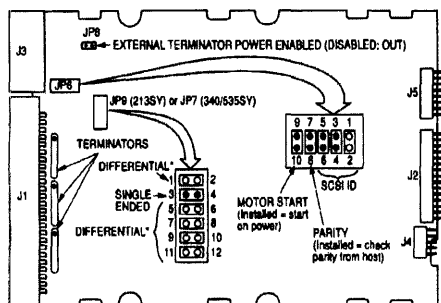 JP8
EXTERNAL TERMINATOR POWER ENABLED (DISABLED: OUT)
J3
JP6
JP9 (213SY) or JP7 (340/535SY)
J5
9 7 5 3 1
10 8 6 4 2
SCSI ID
MOTOR START
(Installed = start
on power)
PARITY
(Installed = check
parity from host)
TERMINATORS
DIFFERENTIAL*
SINGLE
ENDED
DIFFERENTIAL*
1 2
3 4
5 6
7 8
9 10
11 12
J1
J2
J4